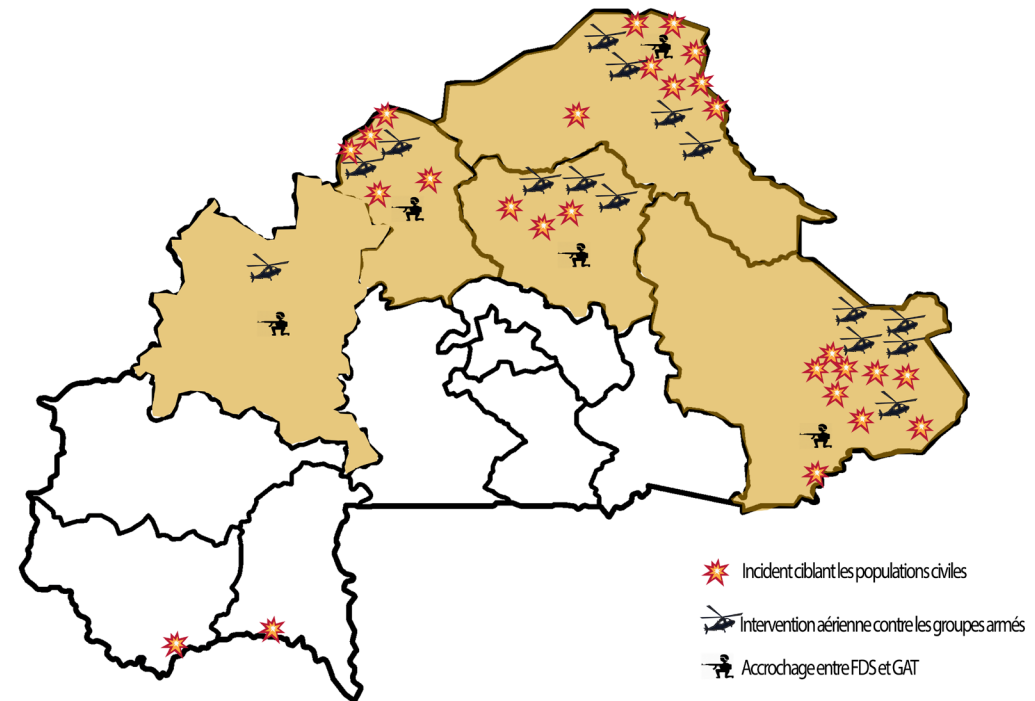 Incident ciblant les populations civiles
Intervention aérienne contre les groupes armés
Accrochage entre FDS et GAT